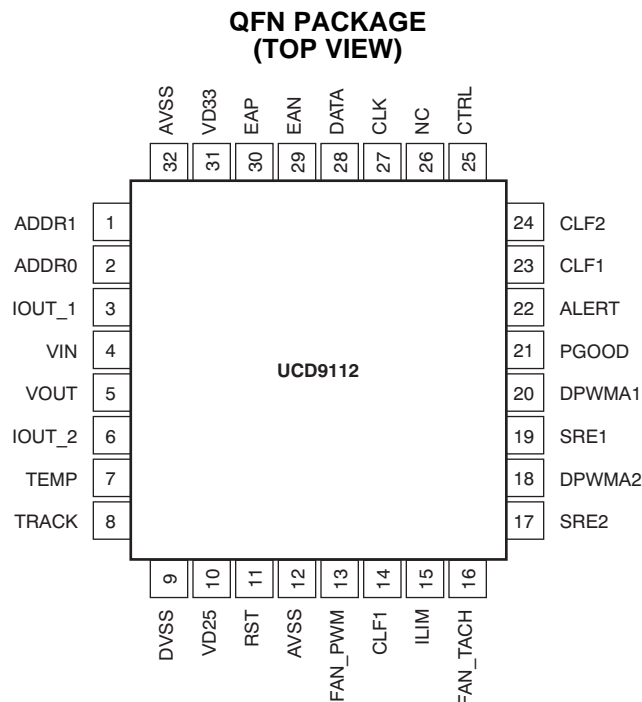 QFN PACKAGE
(TOP VIEW)
AVSS
VD33
EAP
EAN
DATA
CLK
NC
CTRL
32
31
30
29
28
27
26
25
ADDR1 1
ADDR0 2
IOUT_1 3
VIN 4
VOUT 5
IOUT_2 6
TEMP 7
TRACK 8
UCD9112
24 CLF2
23 CLF1
22 ALERT
21 PGOOD
20 DPWMA1
19 SRE1
18 DPWMA2
17 SRE2
9
10
11
12
13
14
15
16
DVSS
VD25
RST
AVSS
FAN_PWM
CLF1
ILIM
FAN_TACH